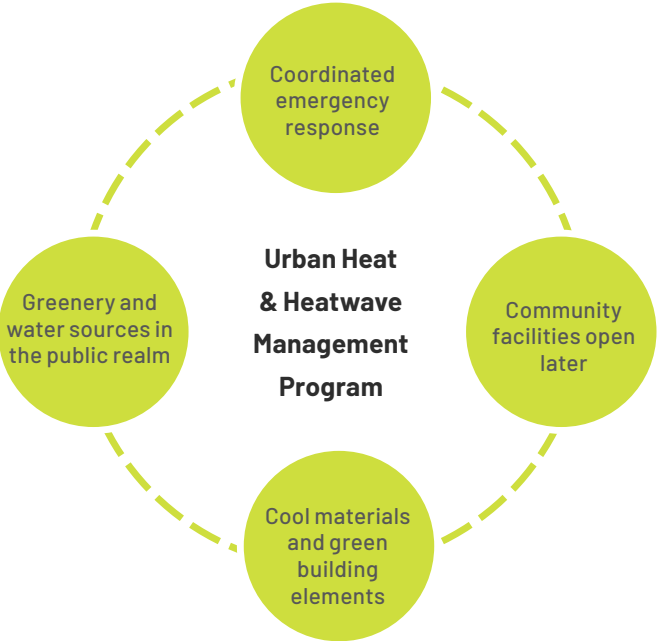 Coordinated
emergency
response
Urban Heat
& Heatwave
Management
Program
Greenery and
water sources in
the public realm
Community
facilities open
later
Cool materials
and green
building
elements